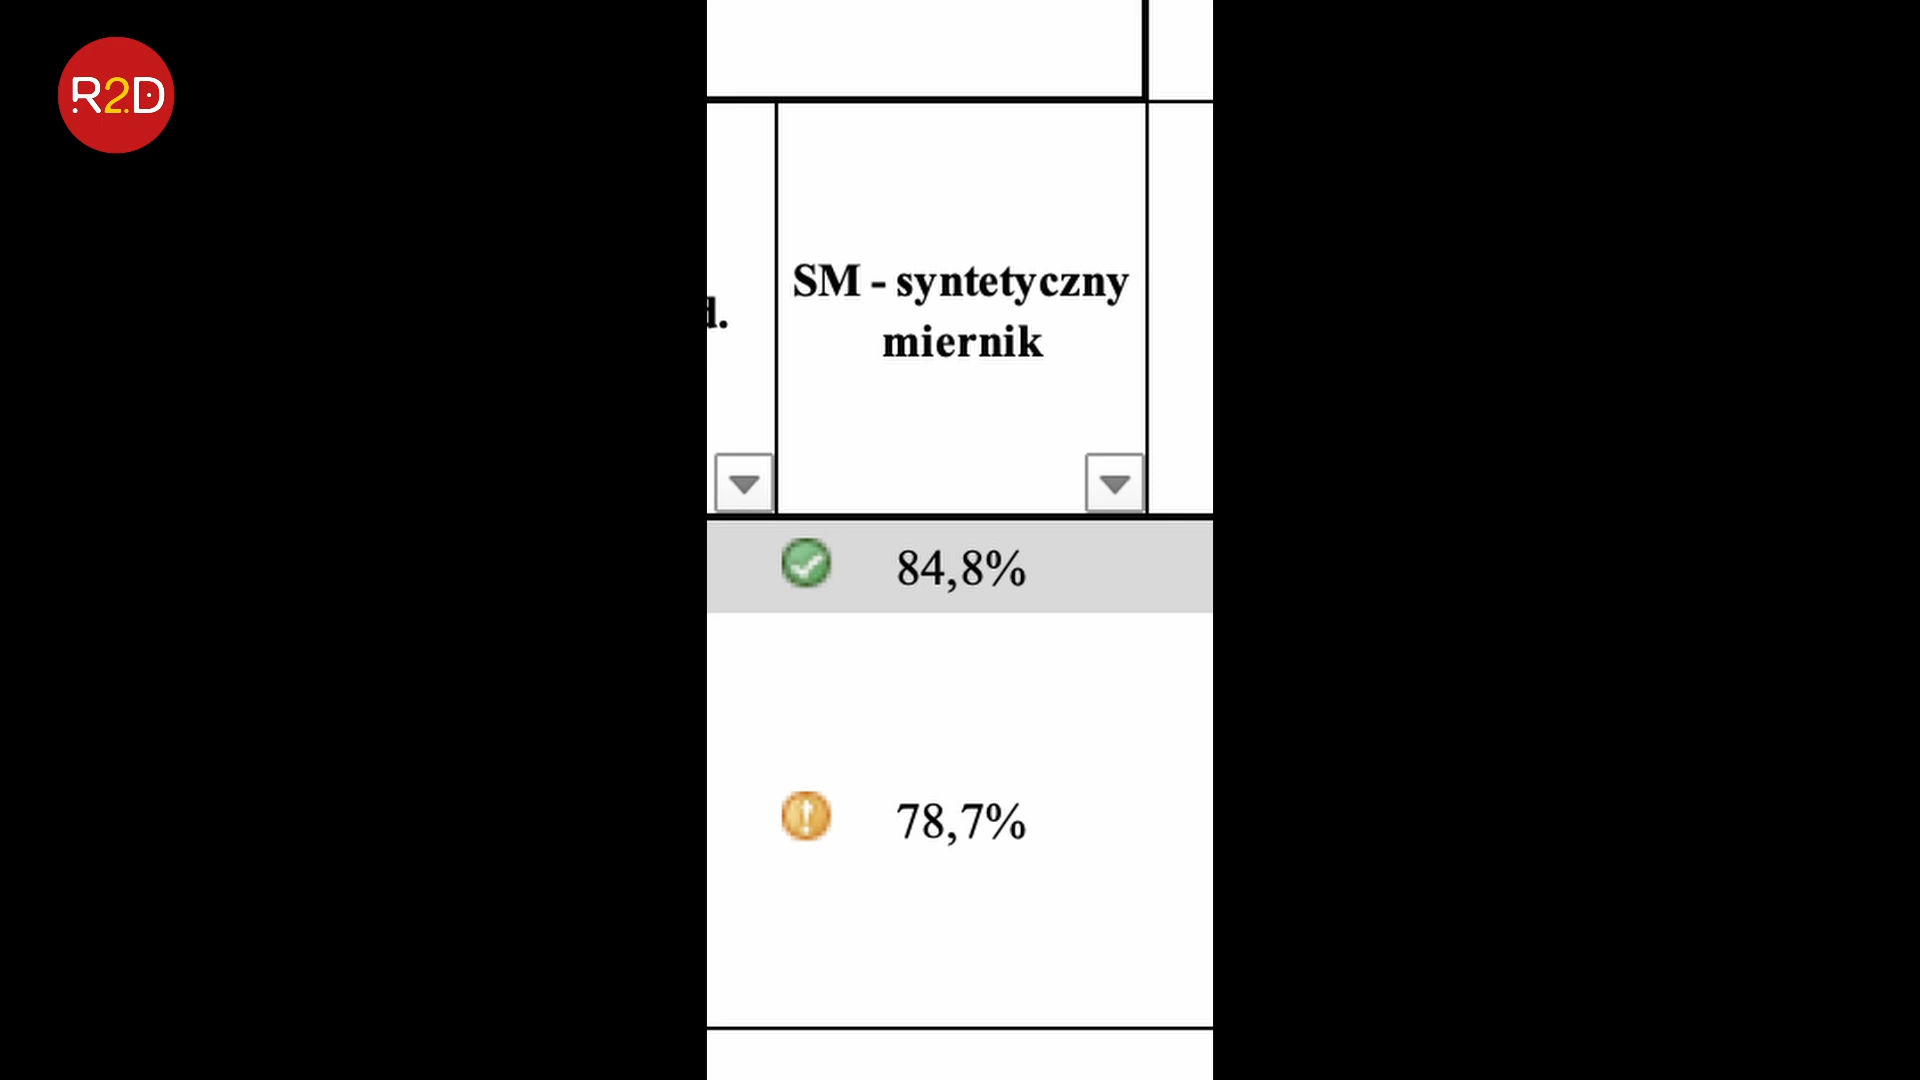 R2D
d.
SM - syntetyczny
miernik
84,8%
78,7%